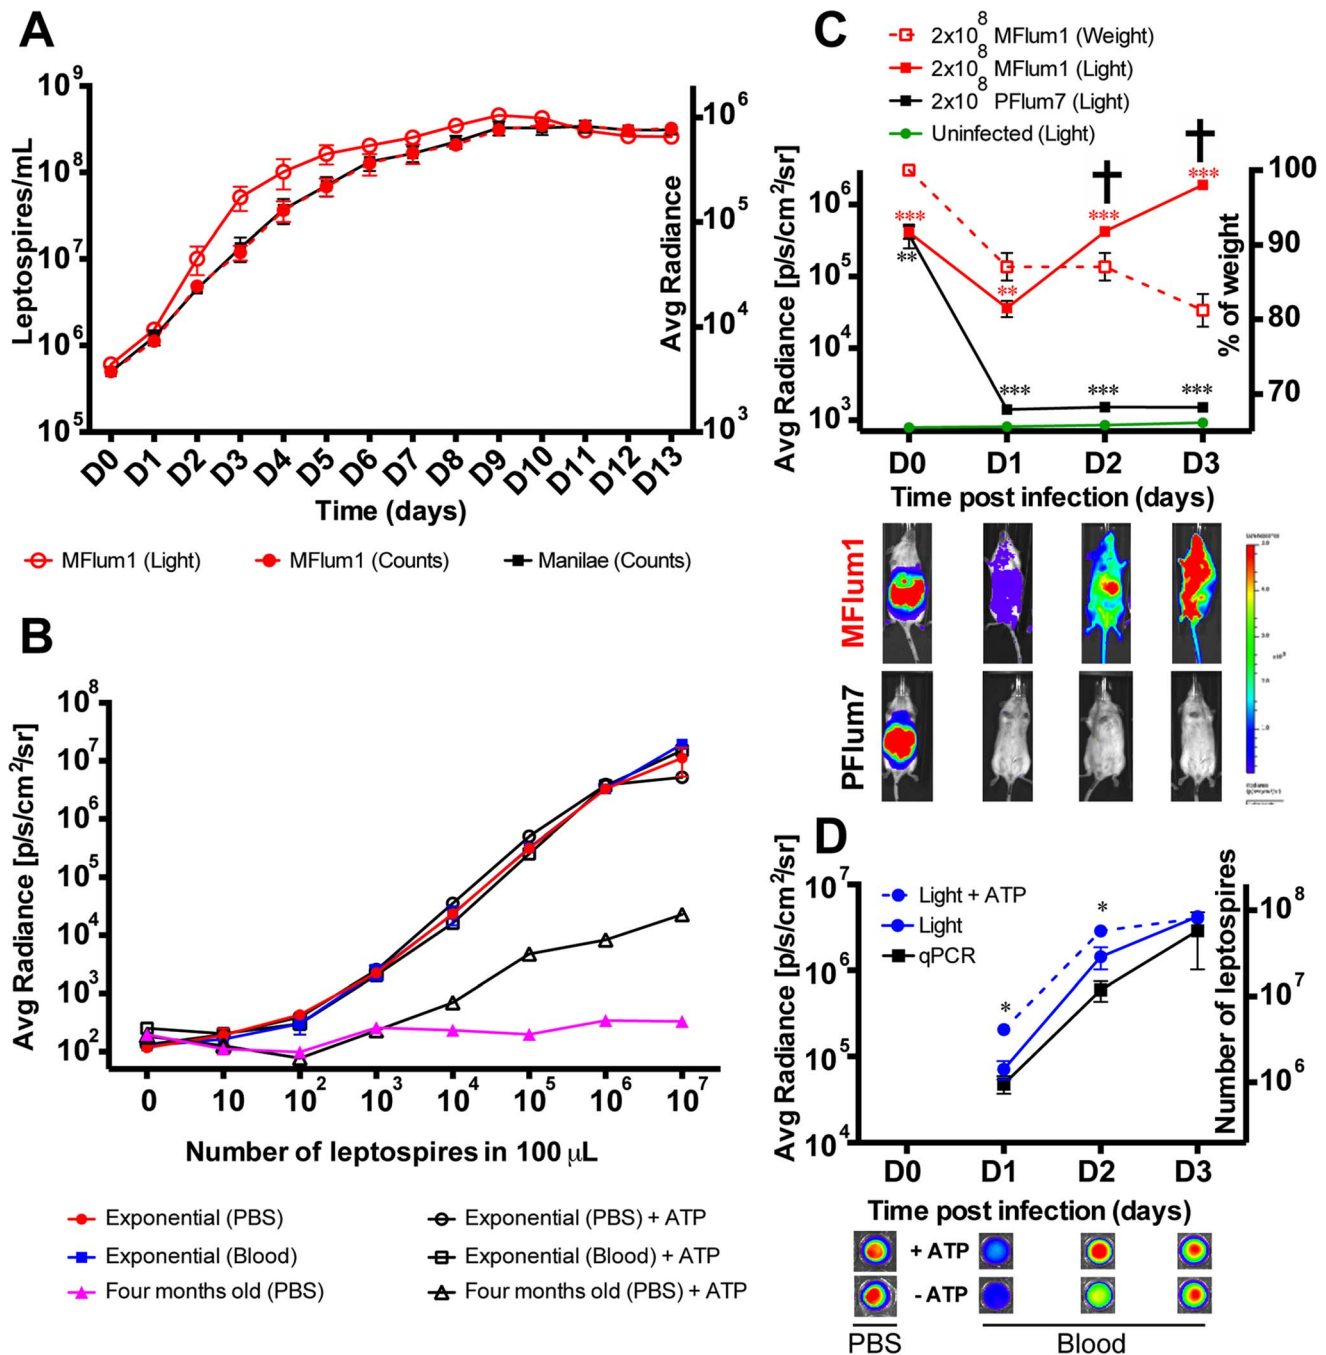 A
10^9
10^8
10^7
10^6
10^5
Leptospires/mL
10^6
10^5
10^4
10^3
Avg Radiance
D0 D1 D2 D3 D4 D5 D6 D7 D8 D9 D10 D11 D12 D13
Time (days)
MFlum1 (Light) MFlum1 (Counts) Manilae (Counts)
B
10^8
10^7
10^6
10^5
10^4
10^3
10^2
Avg Radiance [p/s/cm^2/sr]
0 10 10^2 10^3 10^4 10^5 10^6 10^7
Number of leptospires in 100 μL
Exponential (PBS) Exponential (PBS) + ATP
Exponential (Blood) Exponential (Blood) + ATP
Four months old (PBS) Four months old (PBS) + ATP
C
2x10^8 MFlum1 (Weight)
2x10^8 MFlum1 (Light)
2x10^8 PFlum7 (Light)
Uninfected (Light)
10^6
10^5
10^4
10^3
Avg Radiance [p/s/cm^2/sr]
100
90
80
70
% of weight
*** ** *** ***
** *** *** ***
D0 D1 D2 D3
Time post infection (days)
MFlum1
PFlum7
D
10^7
10^6
10^5
10^4
Avg Radiance [p/s/cm^2/sr]
Light + ATP
Light
qPCR
* *
10^8
10^7
10^6
Number of leptospires
D0 D1 D2 D3
Time post infection (days)
+ ATP
- ATP
PBS Blood